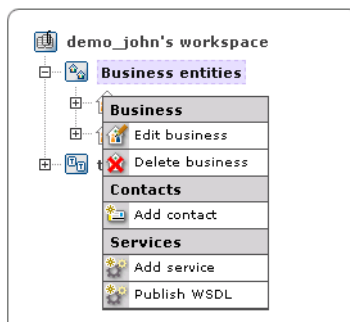 demo_john's workspace
Business entities
Business
Edit business
Delete business
Contacts
Add contact
Services
Add service
Publish WSDL